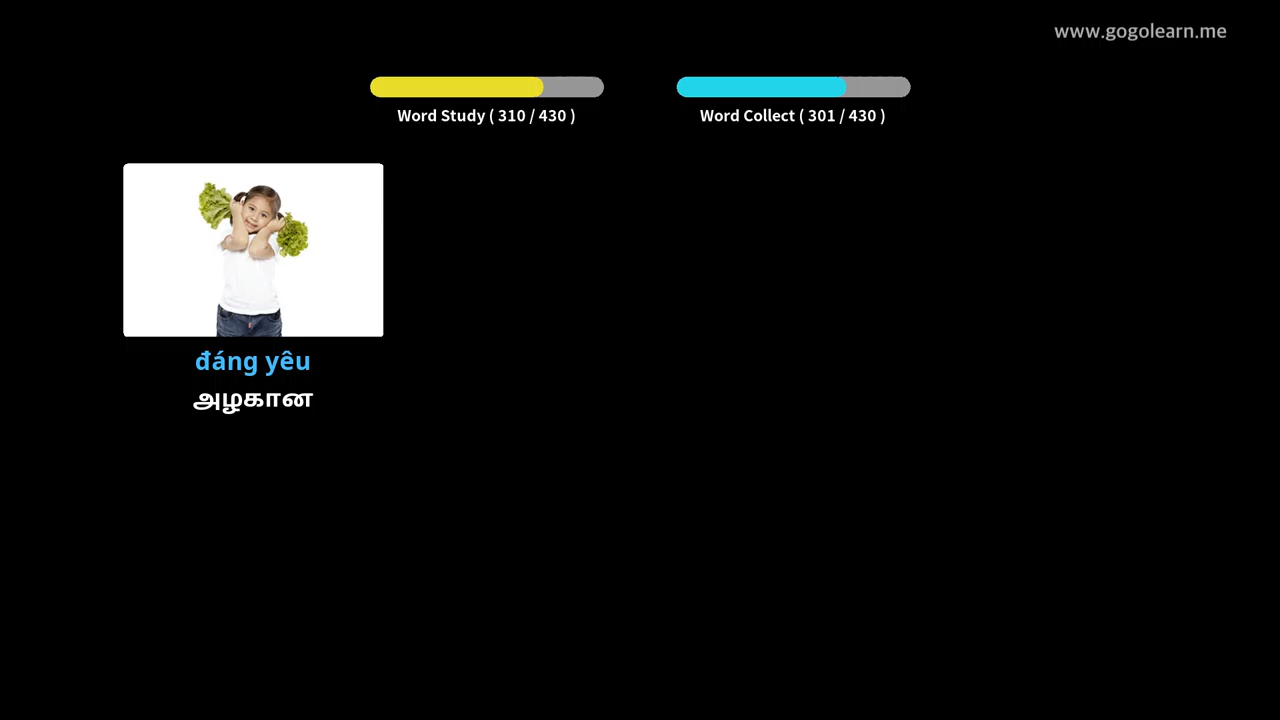 www.gogolearn.me
Word Study ( 310 / 430 )
Word Collect ( 301 / 430 )
đáng yêu
அழகான